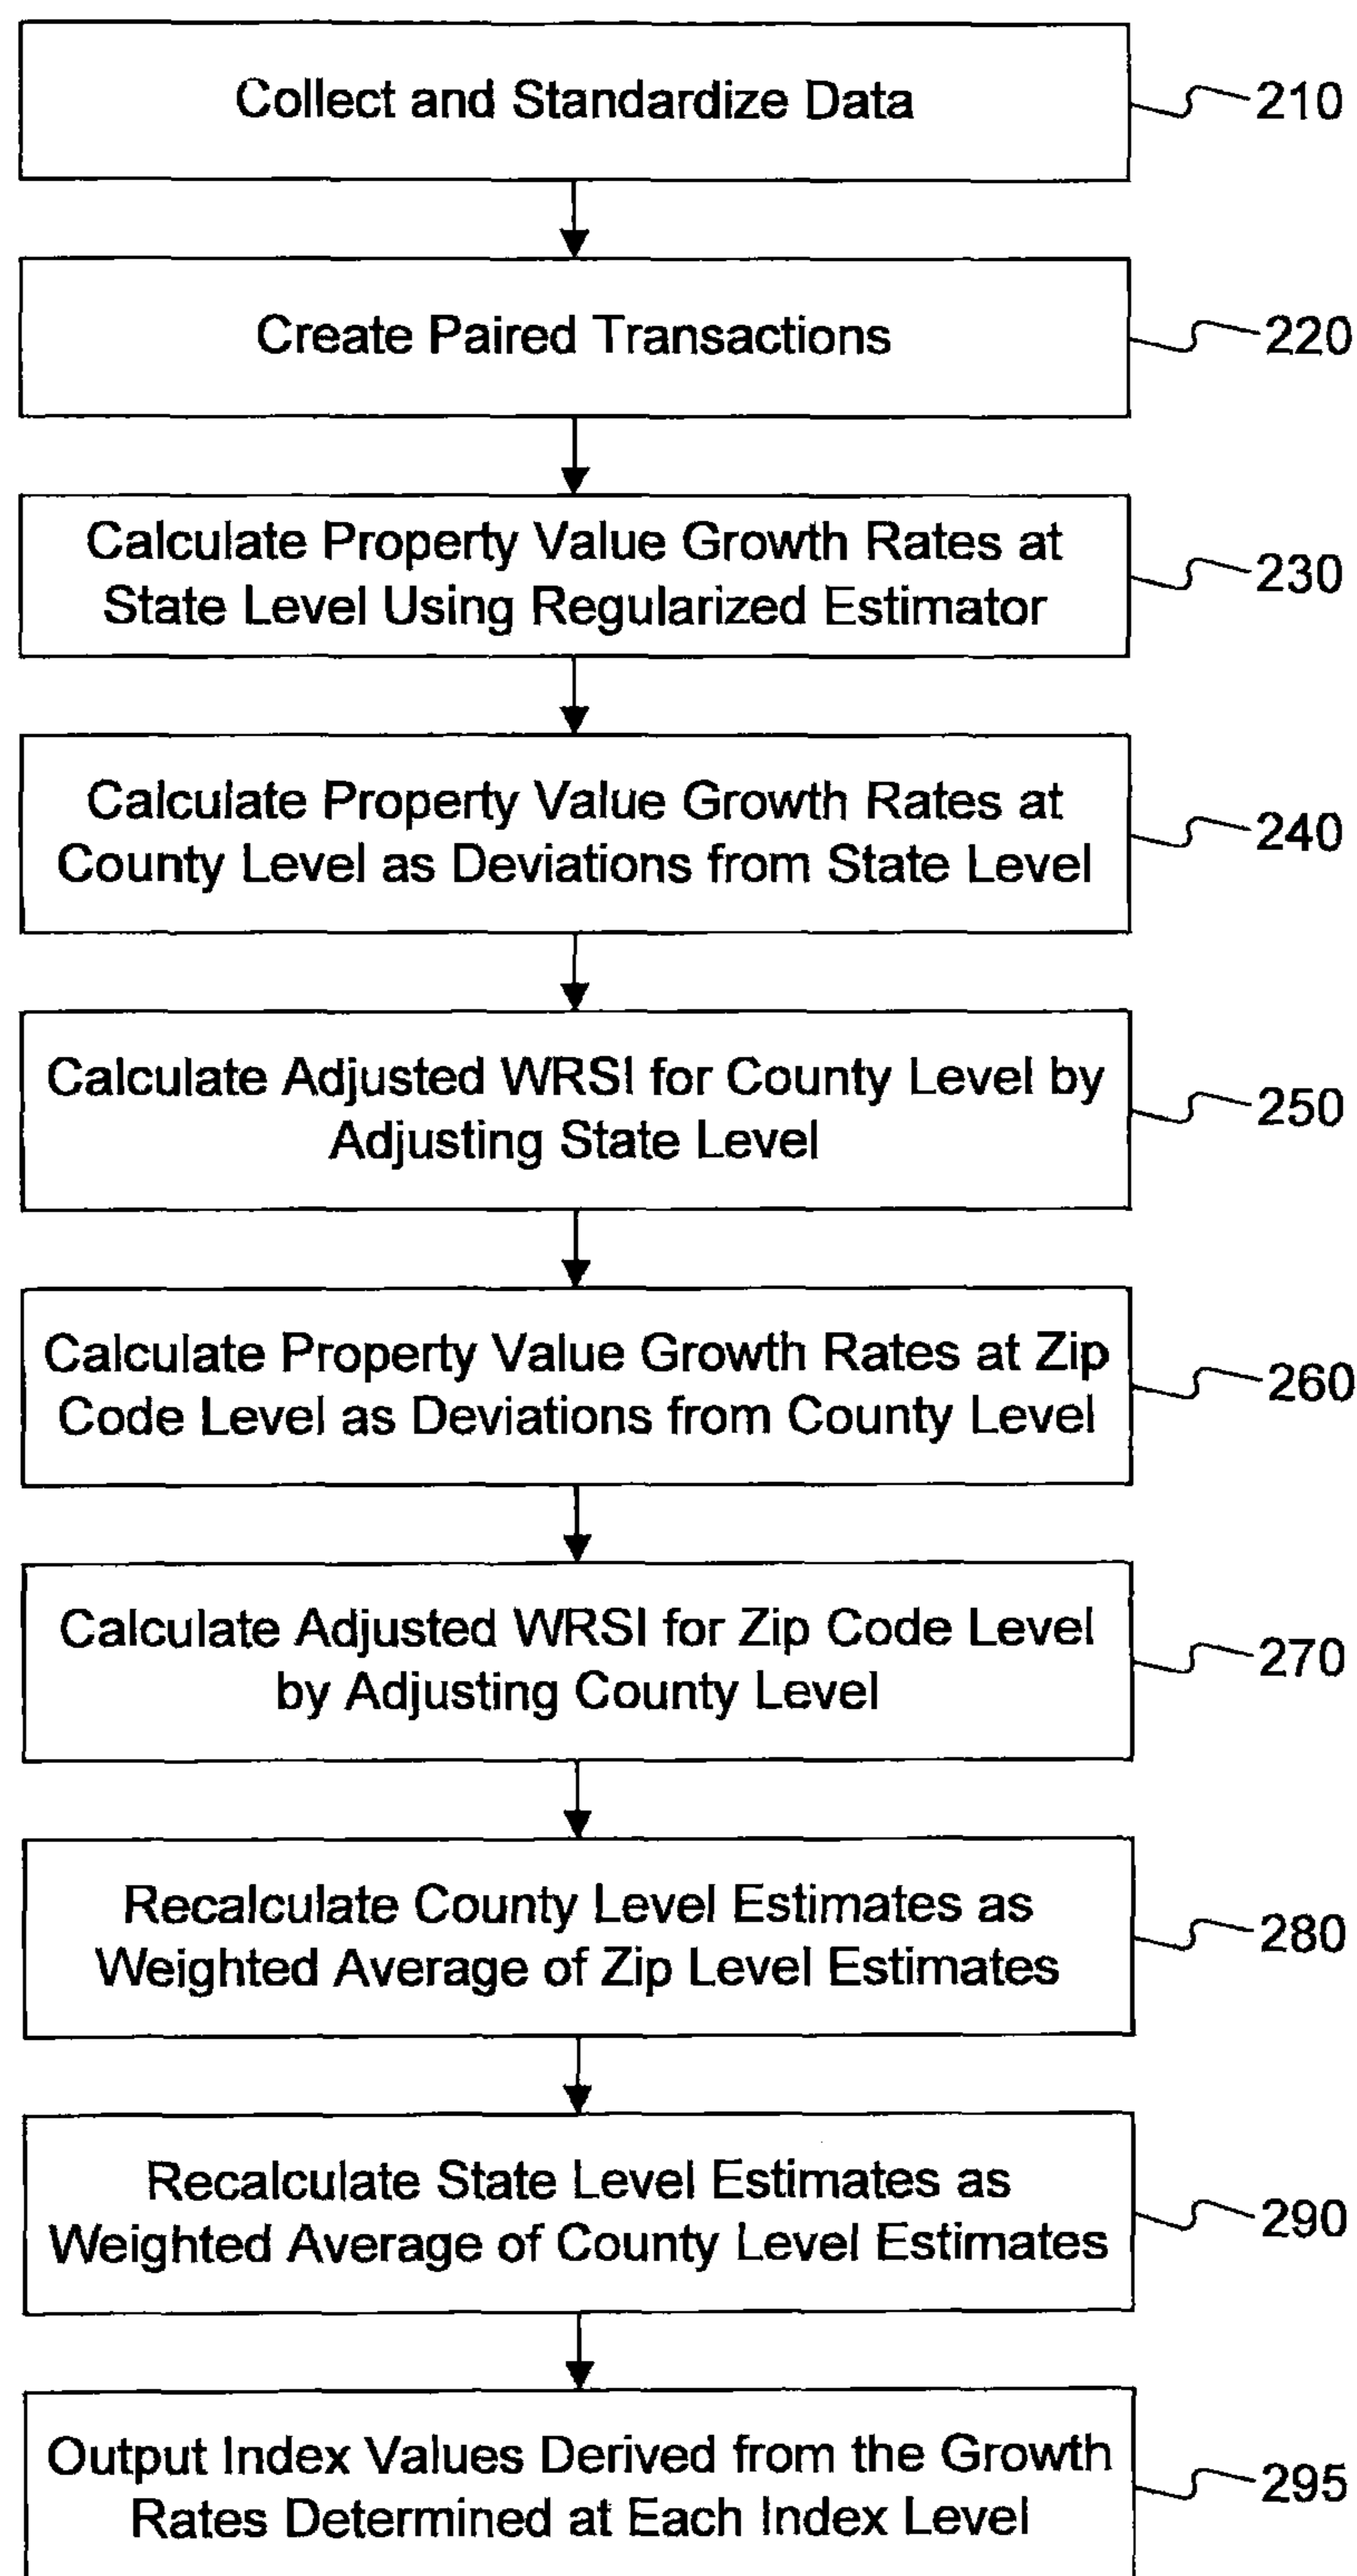 Collect and Standardize Data
210
Create Paired Transactions
220
Calculate Property Value Growth Rates at
State Level Using Regularized Estimator
230
Calculate Property Value Growth Rates at
County Level as Deviations from State Level
240
Calculate Adjusted WRSI for County Level by
Adjusting State Level
250
Calculate Property Value Growth Rates at Zip
Code Level as Deviations from County Level
260
Calculate Adjusted WRSI for Zip Code Level
by Adjusting County Level
270
Recalculate County Level Estimates as
Weighted Average of Zip Level Estimates
280
Recalculate State Level Estimates as
Weighted Average of County Level Estimates
290
Output Index Values Derived from the Growth
Rates Determined at Each Index Level
295